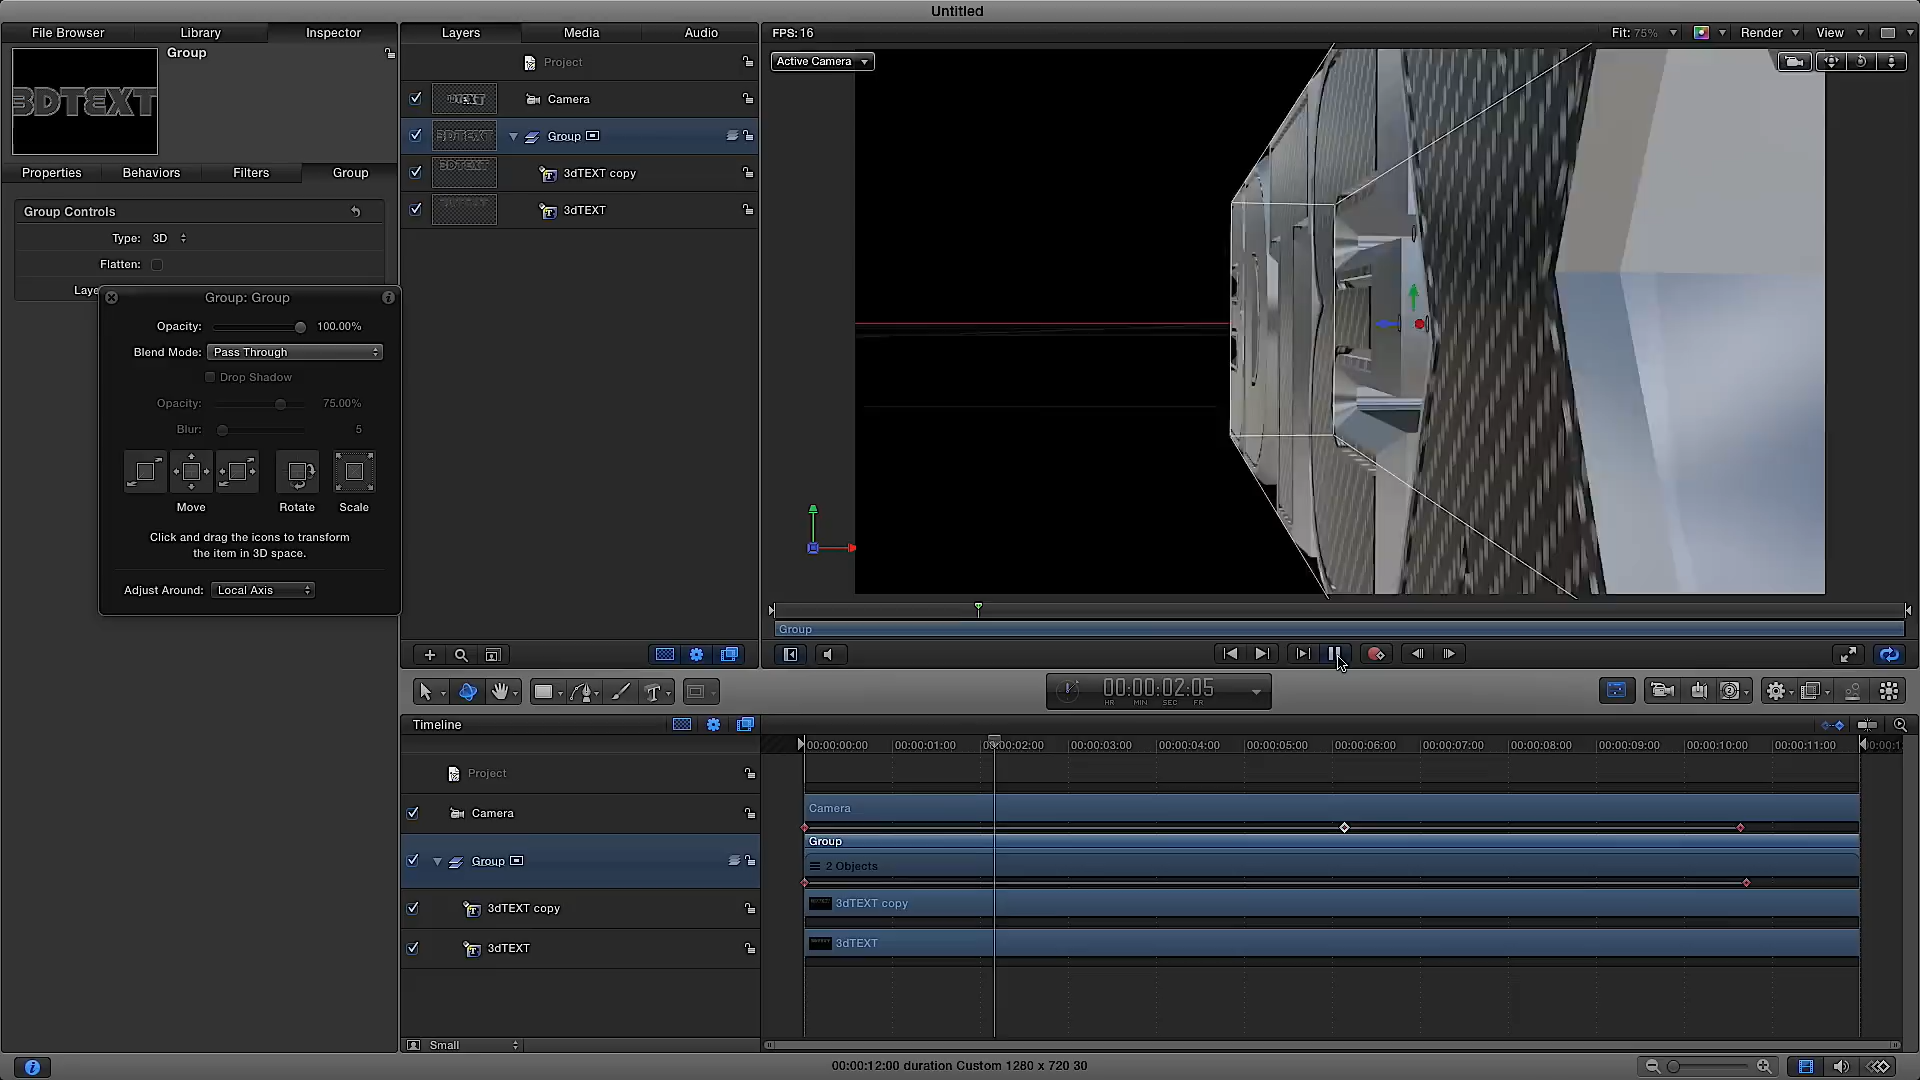 Untitled
File Browser Library Inspector
Layers Media Audio
FPS: 16 Fit: 75% Render View
Group
3DTEXT
Properties Behaviors Filters Group
Group Controls
Type: 3D
Flatten:
Laye
Group: Group
Opacity: 100.00%
Blend Mode: Pass Through
Drop Shadow
Opacity: 75.00%
Blur: 5
Move Rotate Scale
Click and drag the icons to transform
the item in 3D space.
Adjust Around: Local Axis
Project
Camera
Group
3dTEXT copy
3dTEXT
Active Camera
Group
00:00:02:05
HR MIN SEC FR
Timeline
00:00:00:00 00:00:01:00 00:00:02:00 00:00:03:00 00:00:04:00 00:00:05:00 00:00:06:00 00:00:07:00 00:00:08:00 00:00:09:00 00:00:10:00 00:00:11:00
Project
Camera Camera
Group Group
2 Objects
3dTEXT copy 3dTEXT copy
3dTEXT 3dTEXT
Small
00:00:12:00 duration Custom 1280 x 720 30